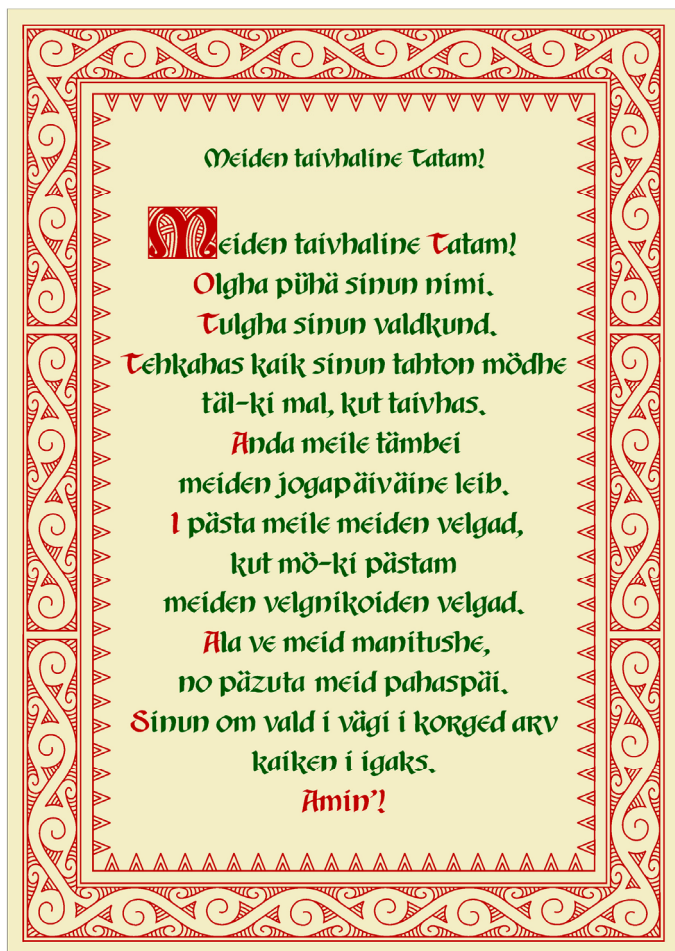 Meiden taivhaline Tatam!
Meiden taivhaline Tatam!
Olgha pühä sinun nimi.
Tulgha sinun valdkund.
Tehkahas kaik sinun tahton mödhe
täl-ki mal, kut taivhas.
Anda meile tämbei
meiden jogapäiväine leib.
I pästa meile meiden velgad,
kut mö-ki pästam
meiden velgnikoiden velgad.
Ala ve meid manitushe,
no päzuta meid pahaspäi.
Sinun om vald i vägi i korged arv
kaiken i igaks.
Amin'!